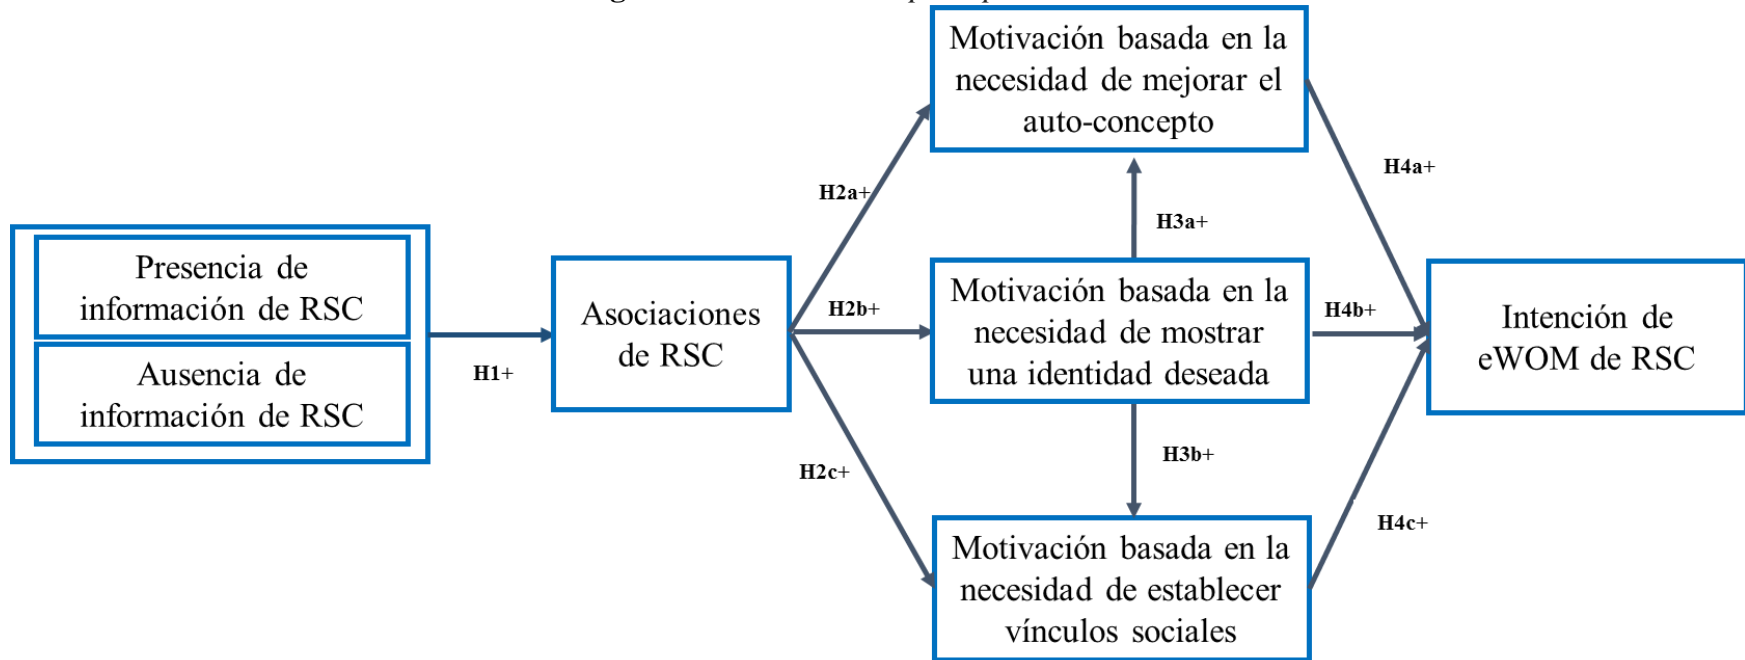 Motivación basada en la
necesidad de mejorar el
auto-concepto
H4a+
H2a+
H3a+
Presencia de
información de RSC
Ausencia de
información de RSC
H1+
Asociaciones
de RSC
H2b+
Motivación basada en la
necesidad de mostrar
una identidad deseada
H4b+
Intención de
eWOM de RSC
H2c+
H3b+
H4c+
Motivación basada en la
necesidad de establecer
vínculos sociales